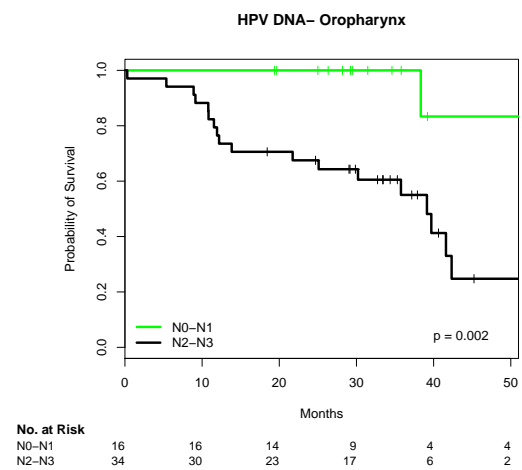 HPV DNA− Oropharynx
Probability of Survival
1.0
0.8
0.6
0.4
0.2
0.0
N0−N1
N2−N3
p = 0.002
0 10 20 30 40 50
Months
No. at Risk
N0−N1 16 16 14 9 4 4
N2−N3 34 30 23 17 6 2